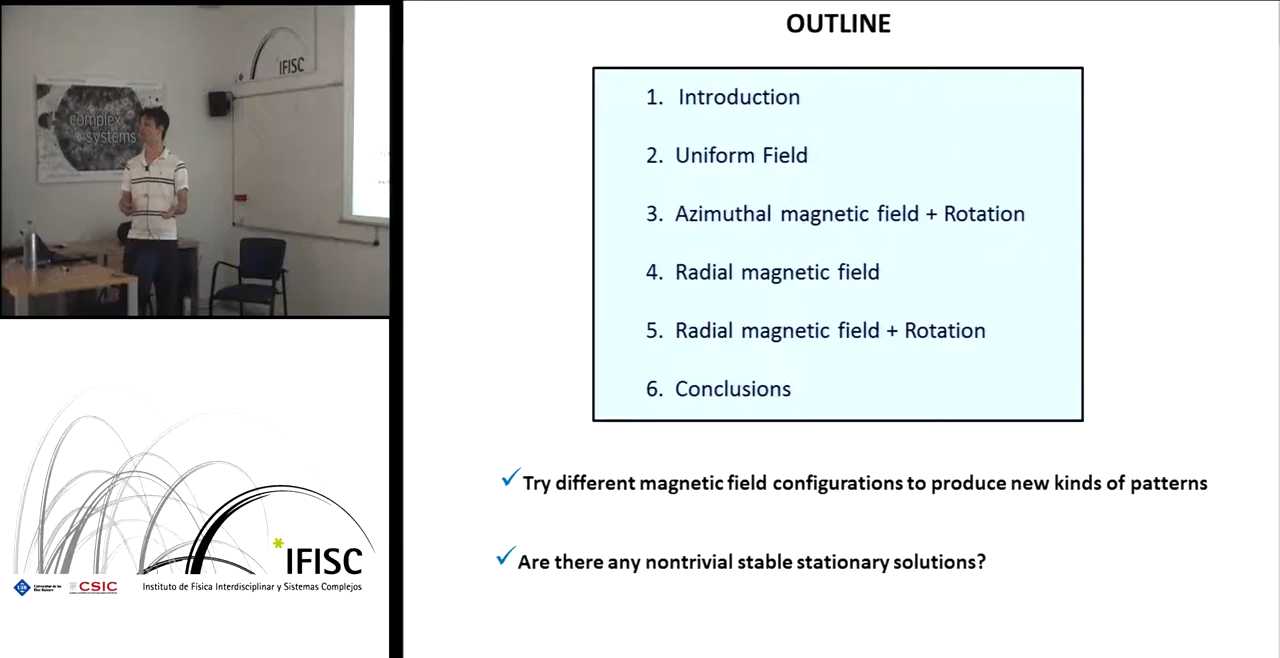 complex
systems
IFISC
OUTLINE
1. Introduction
2. Uniform Field
3. Azimuthal magnetic field + Rotation
4. Radial magnetic field
5. Radial magnetic field + Rotation
6. Conclusions
✓Try different magnetic field configurations to produce new kinds of patterns
✓Are there any nontrivial stable stationary solutions?
*IFISC
CSIC
Instituto de Física Interdisciplinar y Sistemas Complejos